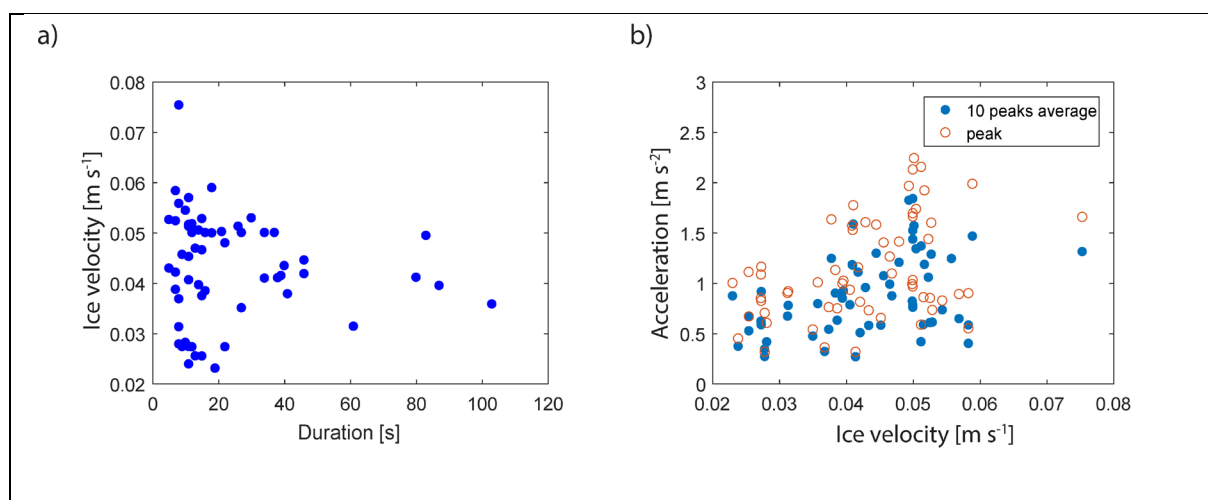 a)
b)
0.08
0.07
0.06
0.05
0.04
0.03
0.02
Ice velocity [m s-1]
0 20 40 60 80 100 120
Duration [s]
3
2.5
2
1.5
1
0.5
0
Acceleration [m s-2]
10 peaks average
peak
0.02 0.03 0.04 0.05 0.06 0.07 0.08
Ice velocity [m s-1]